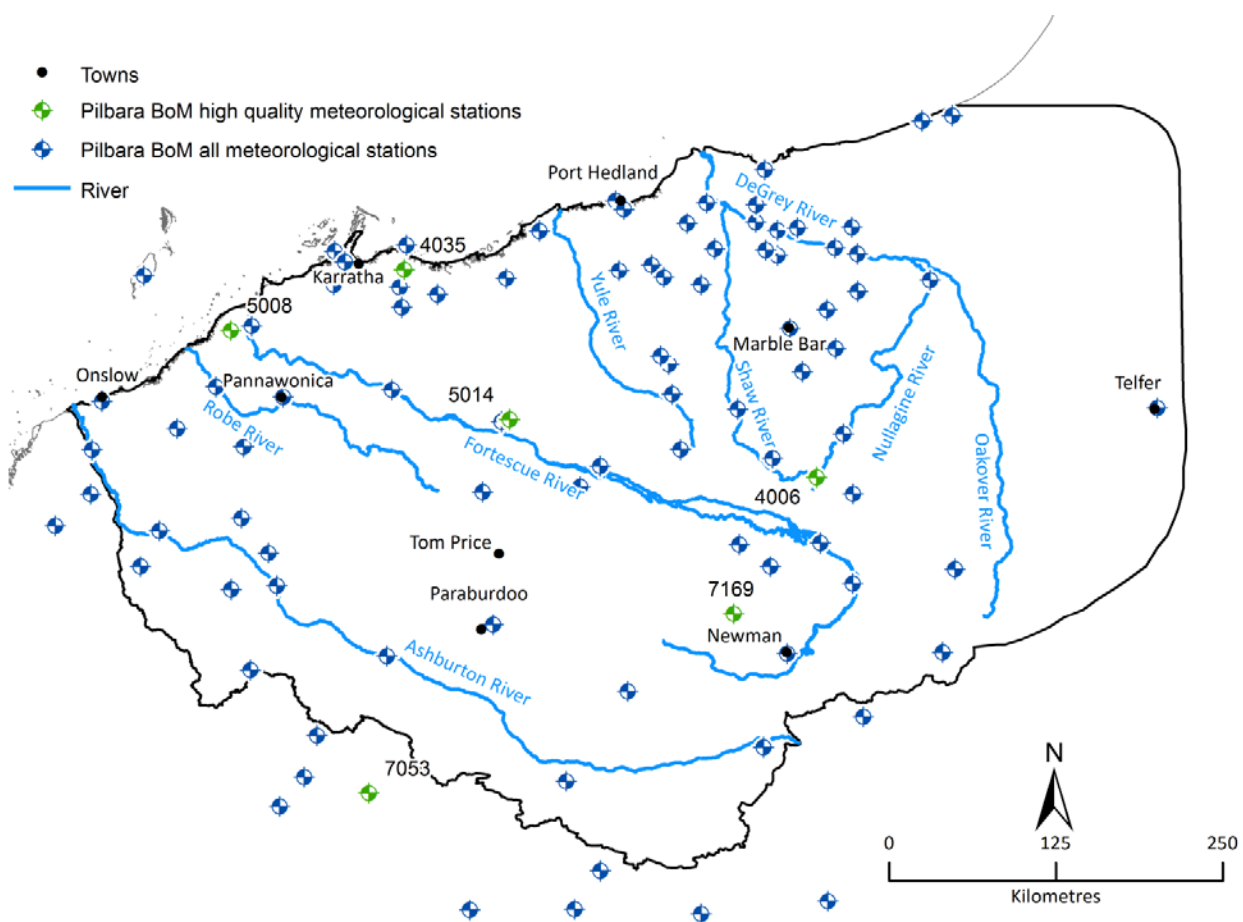 Towns
Pilbara BoM high quality meteorological stations
Pilbara BoM all meteorological stations
River
Port Hedland
DeGrey River
4035
Karratha
5008
Yule River
Marble Bar
Onslow
Pannawonica
5014
Shaw River
Nullagine River
Telfer
Robe River
Fortescue River
4006
Oakover River
Tom Price
Paraburdoo
7169
Newman
Ashburton River
7053
N
0
125
250
Kilometres